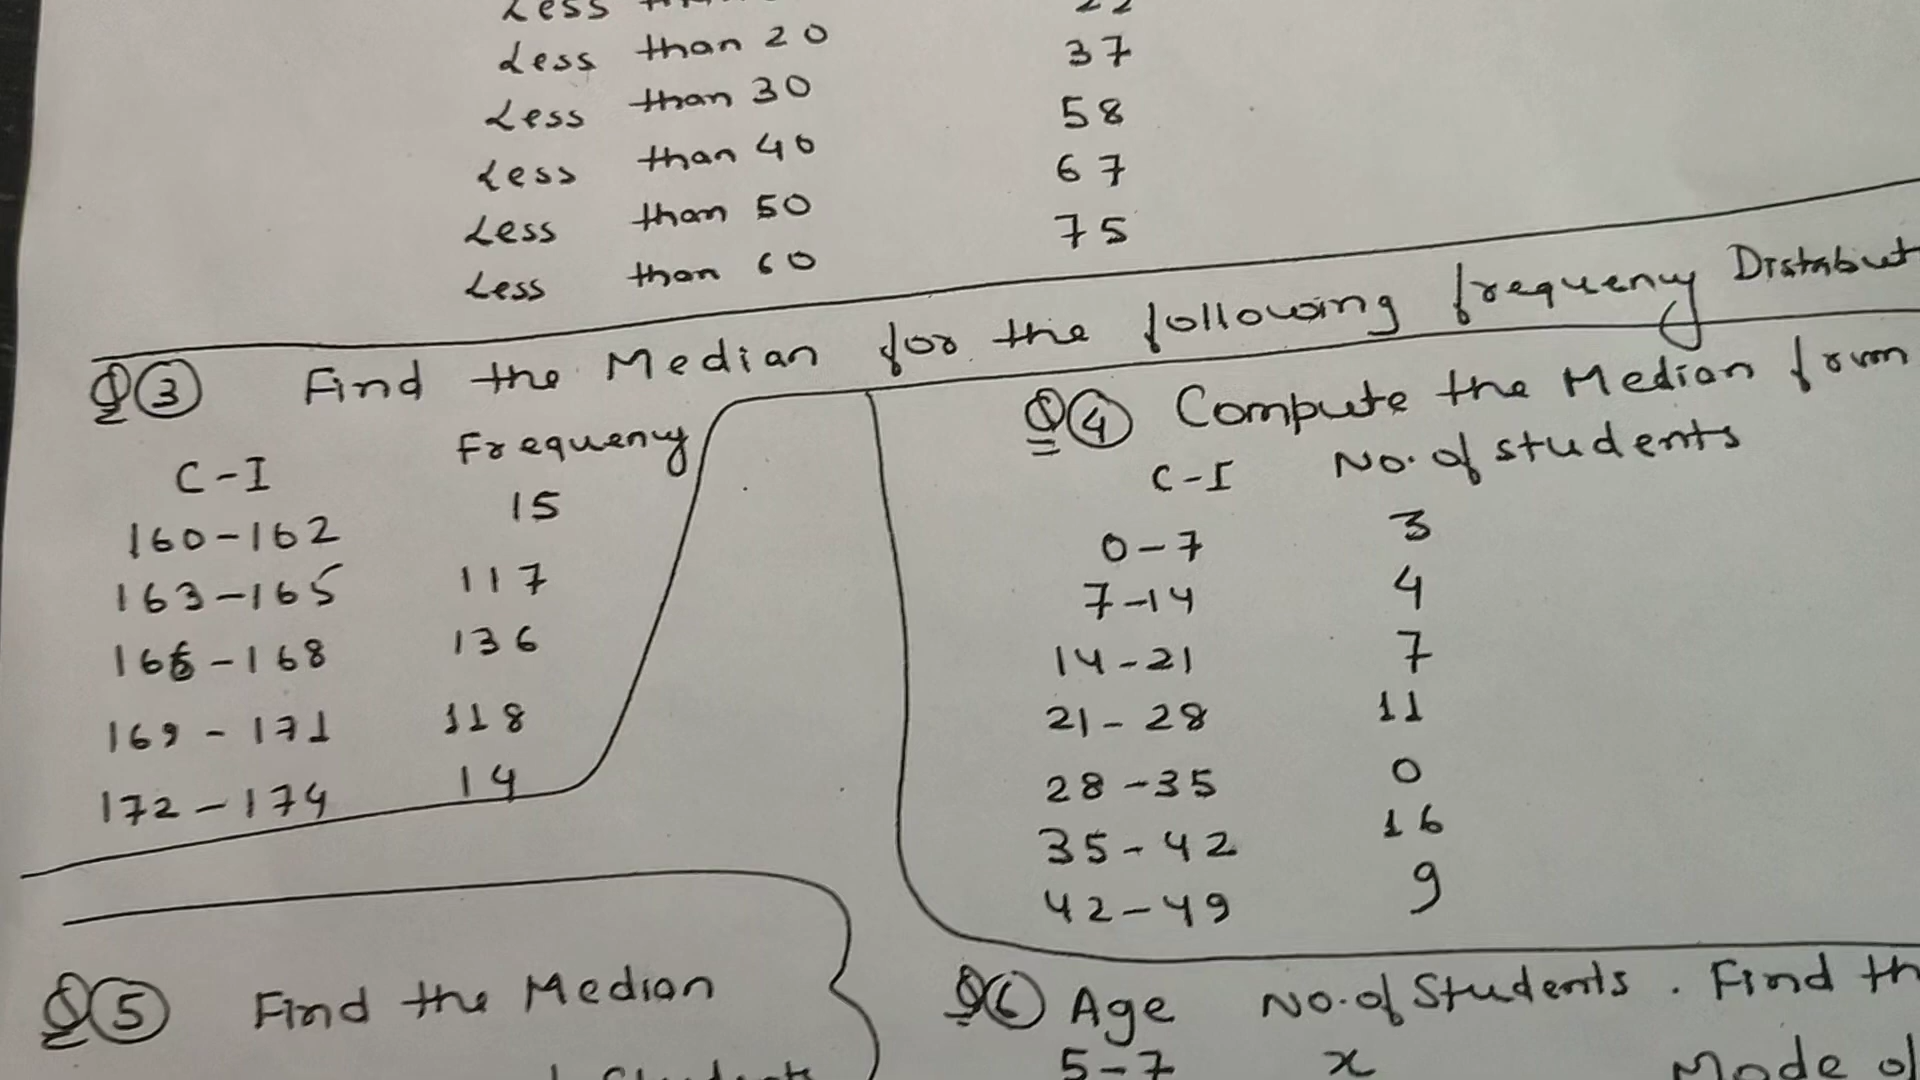 Less
Less than 20 37
Less than 30 58
Less than 40 67
Less than 50 75
Less than 60
Q3 Find the Median for the following frequency
C-I Frequency
160-162 15
163-165 117
166-168 136
169-171 118
172-174 14
Q4 Compute the Median from
C-I No. of students
0-7 3
7-14 4
14-21 7
21-28 11
28-35 0
35-42 16
42-49 9
Q5 Find the Median
Q6 Age No. of Students. Find
5-7 x Mode